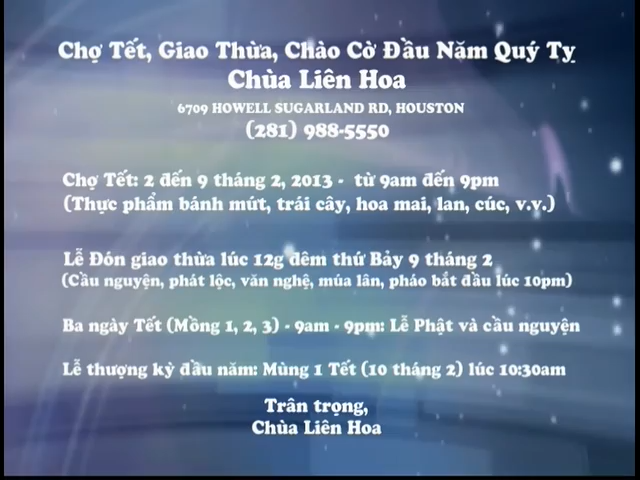 Chợ Tết, Giao Thừa, Chào Cờ Đầu Năm Quý Tỵ
Chùa Liên Hoa
6709 HOWELL SUGARLAND RD, HOUSTON
(281) 988-5550
Chợ Tết: 2 đến 9 tháng 2, 2013 - từ 9am đến 9pm
(Thực phẩm bánh mứt, trái cây, hoa mai, lan, cúc, v.v.)
Lễ Đón giao thừa lúc 12g đêm thứ Bảy 9 tháng 2
(Cầu nguyện, phát lộc, văn nghệ, múa lân, pháo bắt đầu lúc 10pm)
Ba ngày Tết (Mồng 1, 2, 3) - 9am - 9pm: Lễ Phật và cầu nguyện
Lễ thượng kỳ đầu năm: Mùng 1 Tết (10 tháng 2) lúc 10:30am
Trân trọng,
Chùa Liên Hoa